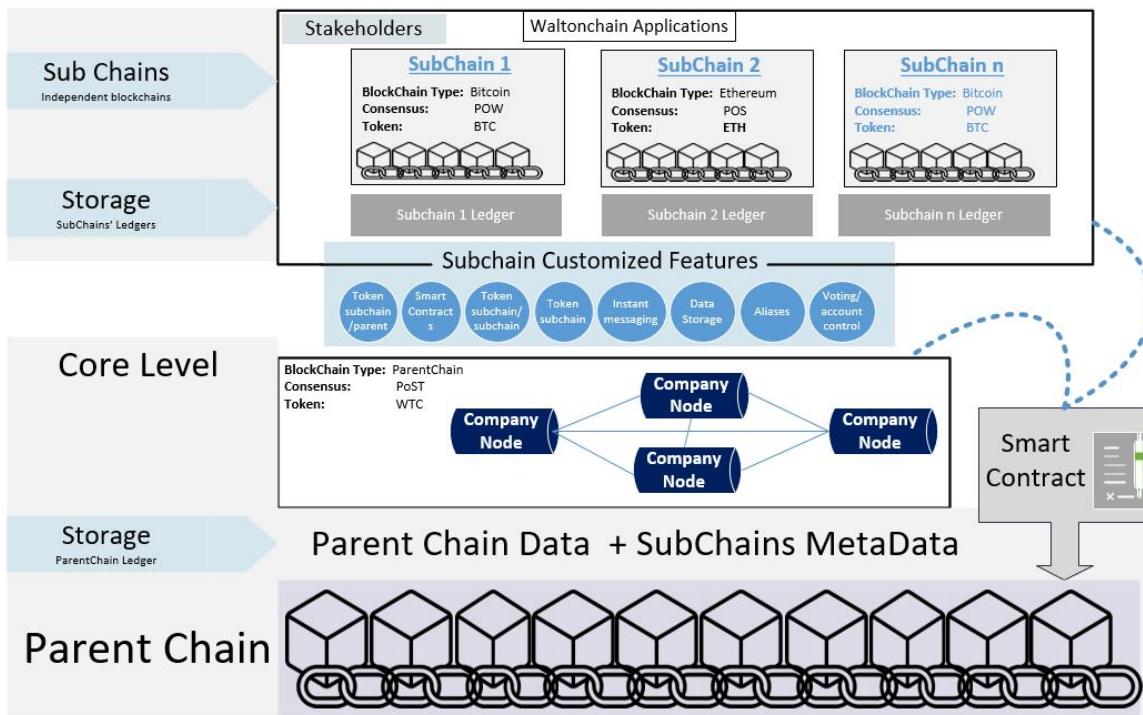 Stakeholders
Waltonchain Applications
Sub Chains
Independent blockchains
SubChain 1
BlockChain Type: Bitcoin
Consensus: POW
Token: BTC
SubChain 2
BlockChain Type: Ethereum
Consensus: POS
Token: ETH
SubChain n
BlockChain Type: Bitcoin
Consensus: POW
Token: BTC
Storage
SubChains' Ledgers
Subchain 1 Ledger
Subchain 2 Ledger
Subchain n Ledger
Subchain Customized Features
Token
subchain
/parent
Smart
Contract
s
Token
subchain/
subchain
Token
subchain
Instant
messaging
Data
Storage
Aliases
Voting/
account
control
Core Level
BlockChain Type: ParentChain
Consensus: PoST
Token: WTC
Company
Node
Company
Node
Company
Node
Company
Node
Smart
Contract
Storage
ParentChain Ledger
Parent Chain Data + SubChains MetaData
Parent Chain